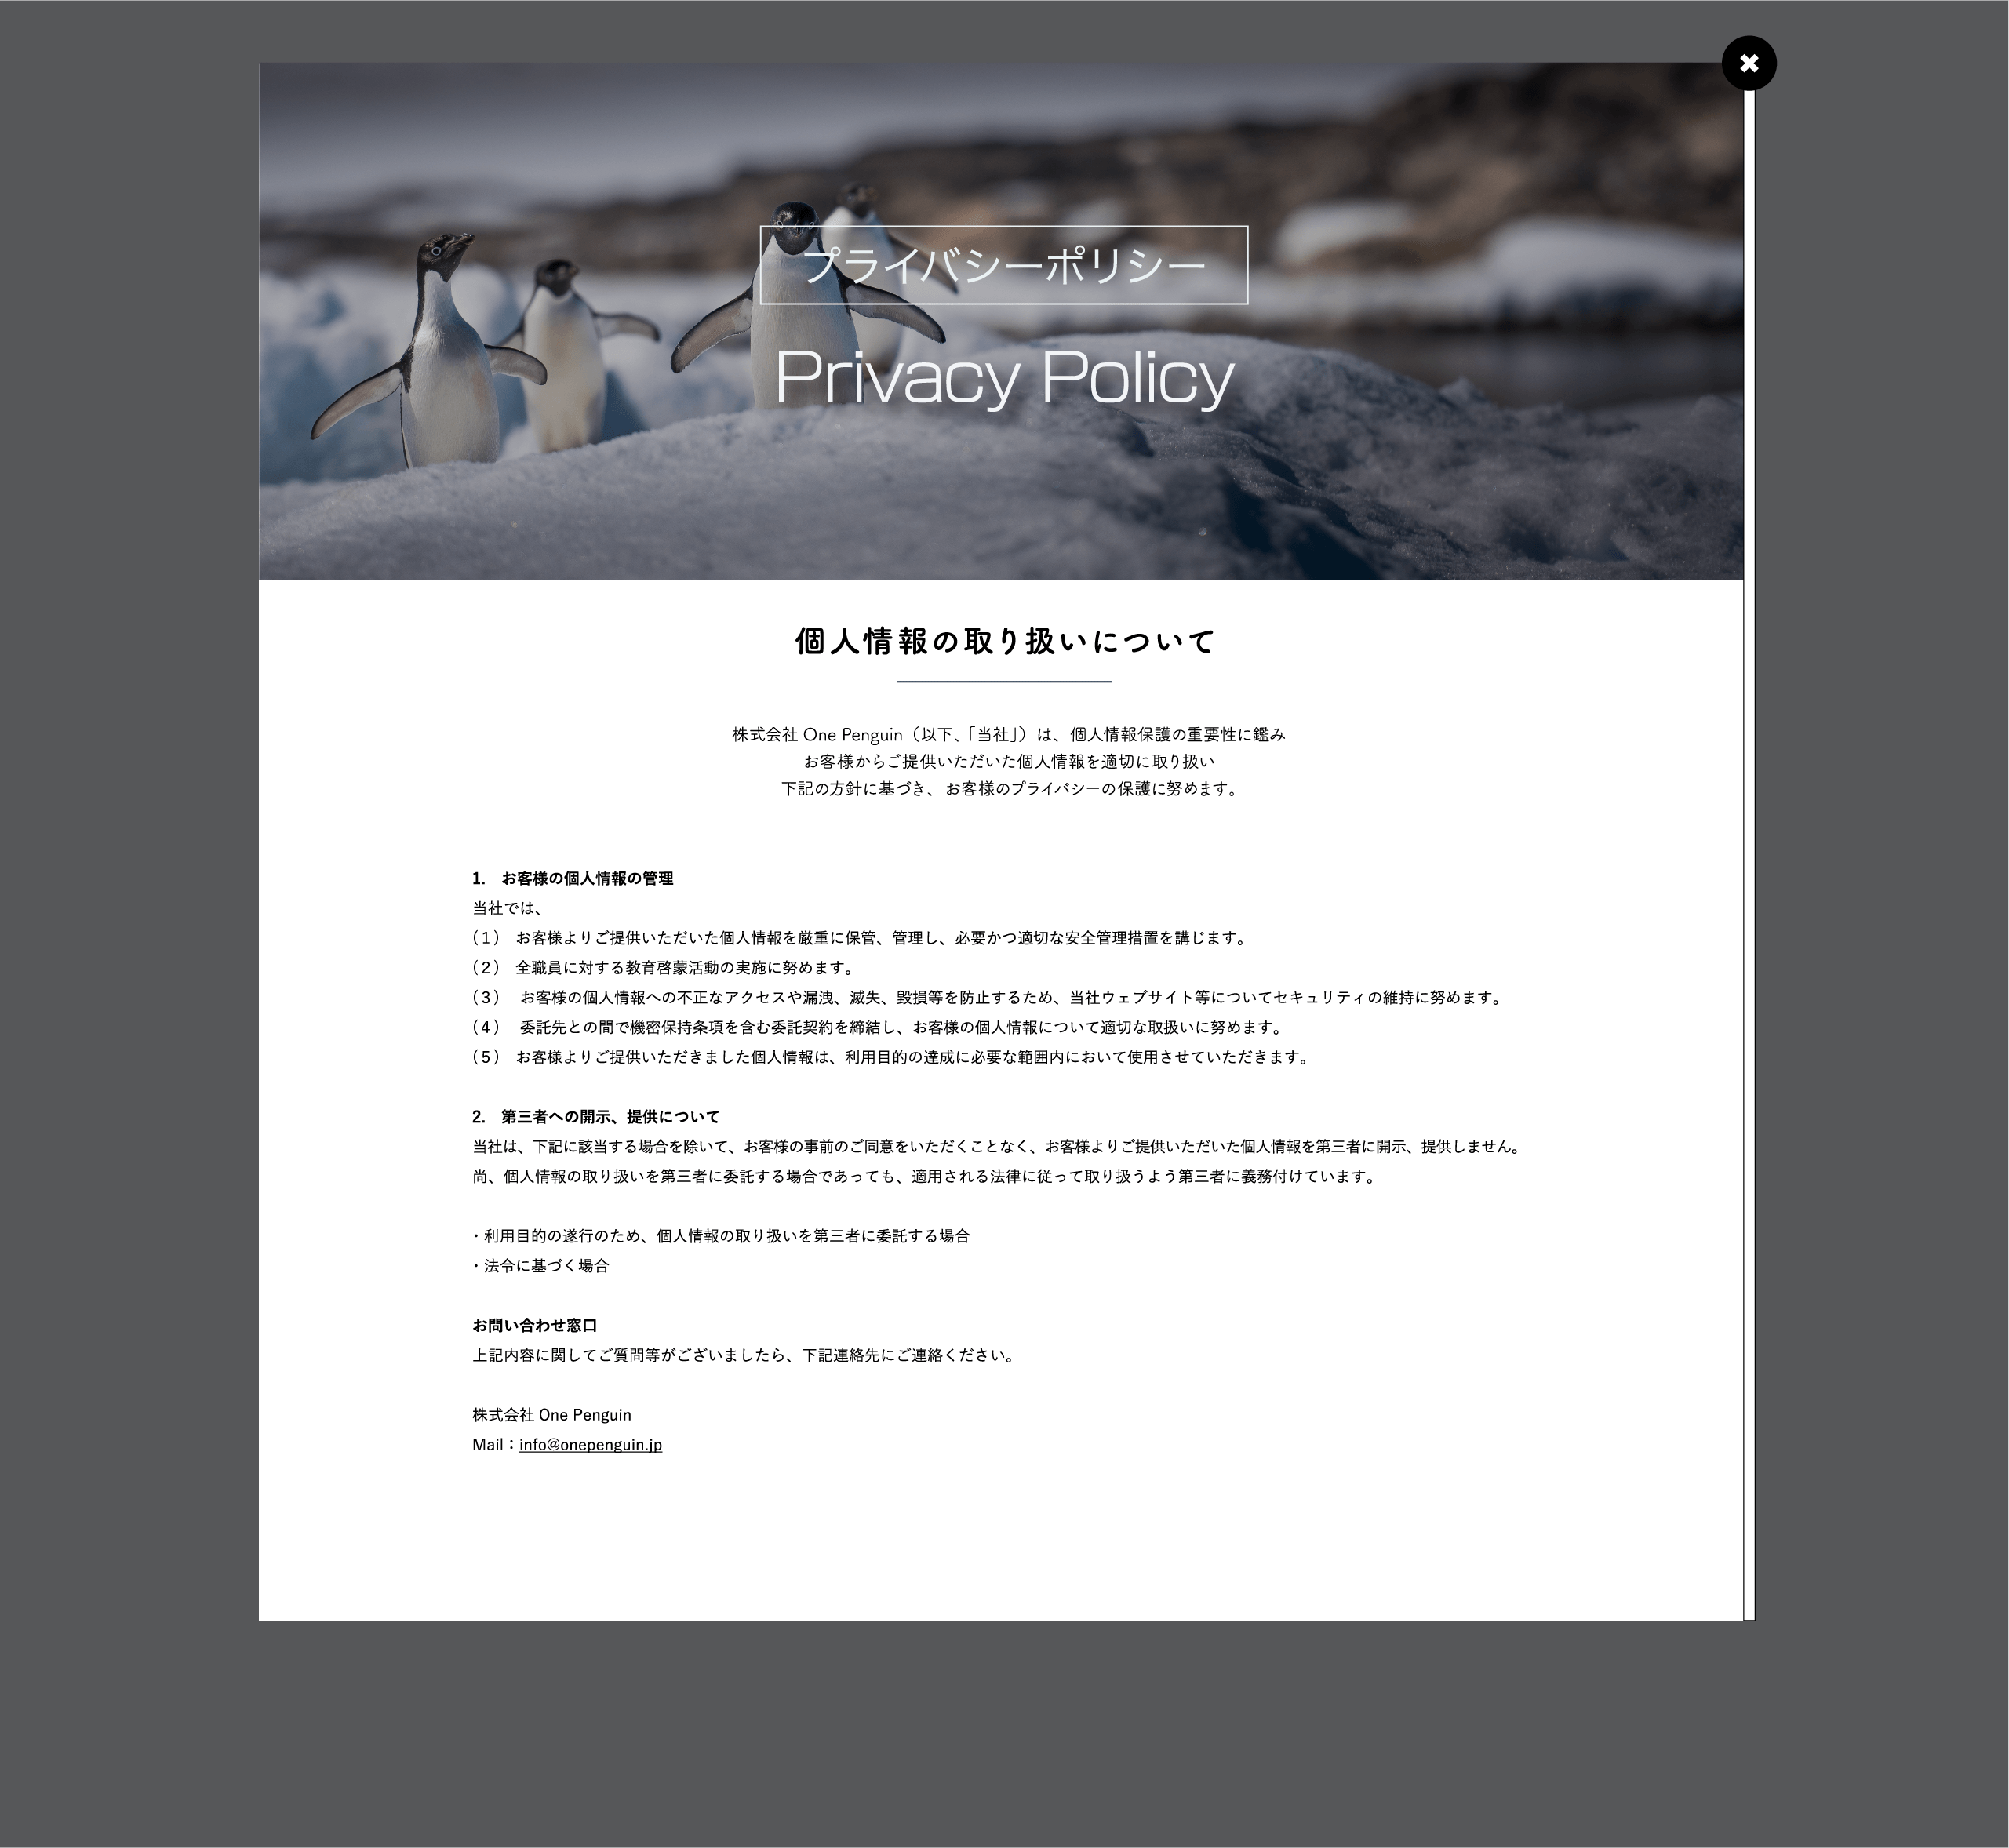 プライバシーポリシー
Privacy Policy
個人情報の取り扱いについて
株式会社 One Penguin（以下、「当社」）は、個人情報保護の重要性に鑑み
お客様からご提供いただいた個人情報を適切に取り扱い
下記の方針に基づき、お客様のプライバシーの保護に努めます。
1.　お客様の個人情報の管理
当社では、
（1）　お客様よりご提供いただいた個人情報を厳重に保管、管理し、必要かつ適切な安全管理措置を講じます。
（2）　全職員に対する教育啓蒙活動の実施に努めます。
（3）　お客様の個人情報への不正なアクセスや漏洩、滅失、毀損等を防止するため、当社ウェブサイト等についてセキュリティの維持に努めます。
（4）　委託先との間で機密保持条項を含む委託契約を締結し、お客様の個人情報について適切な取扱いに努めます。
（5）　お客様よりご提供いただきました個人情報は、利用目的の達成に必要な範囲内において使用させていただきます。
2.　第三者への開示、提供について
当社は、下記に該当する場合を除いて、お客様の事前のご同意をいただくことなく、お客様よりご提供いただいた個人情報を第三者に開示、提供しません。
尚、個人情報の取り扱いを第三者に委託する場合であっても、適用される法律に従って取り扱うよう第三者に義務付けています。
・利用目的の遂行のため、個人情報の取り扱いを第三者に委託する場合
・法令に基づく場合
お問い合わせ窓口
上記内容に関してご質問等がございましたら、下記連絡先にご連絡ください。
株式会社 One Penguin
Mail：info@onepenguin.jp